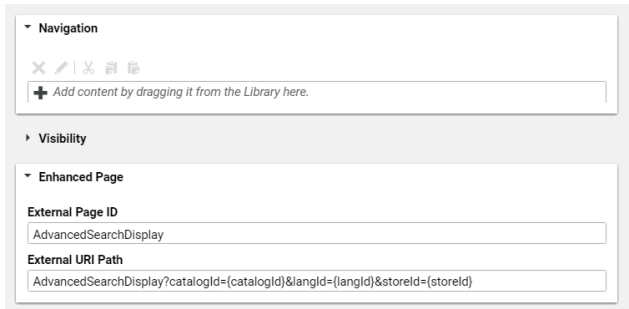 Navigation
Add content by dragging it from the Library here.
Visibility
Enhanced Page
External Page ID
AdvancedSearchDisplay
External URI Path
AdvancedSearchDisplay?catalogId={catalogId}&langId={langId}&storeId={storeId}